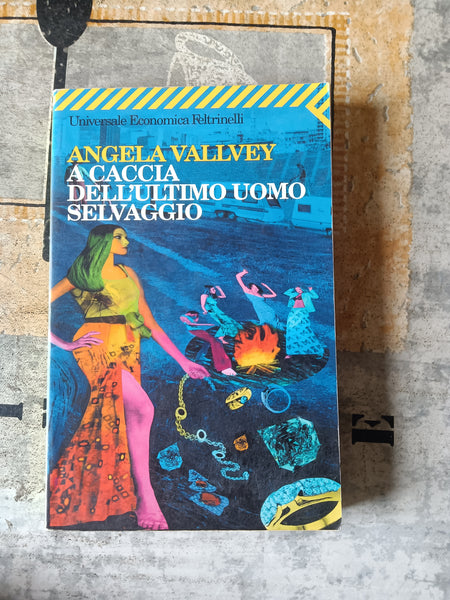 Universale Economica Feltrinelli
ANGELA VALLVEY
A CACCIA
DELL'ULTIMO UOMO
SELVAGGIO
E